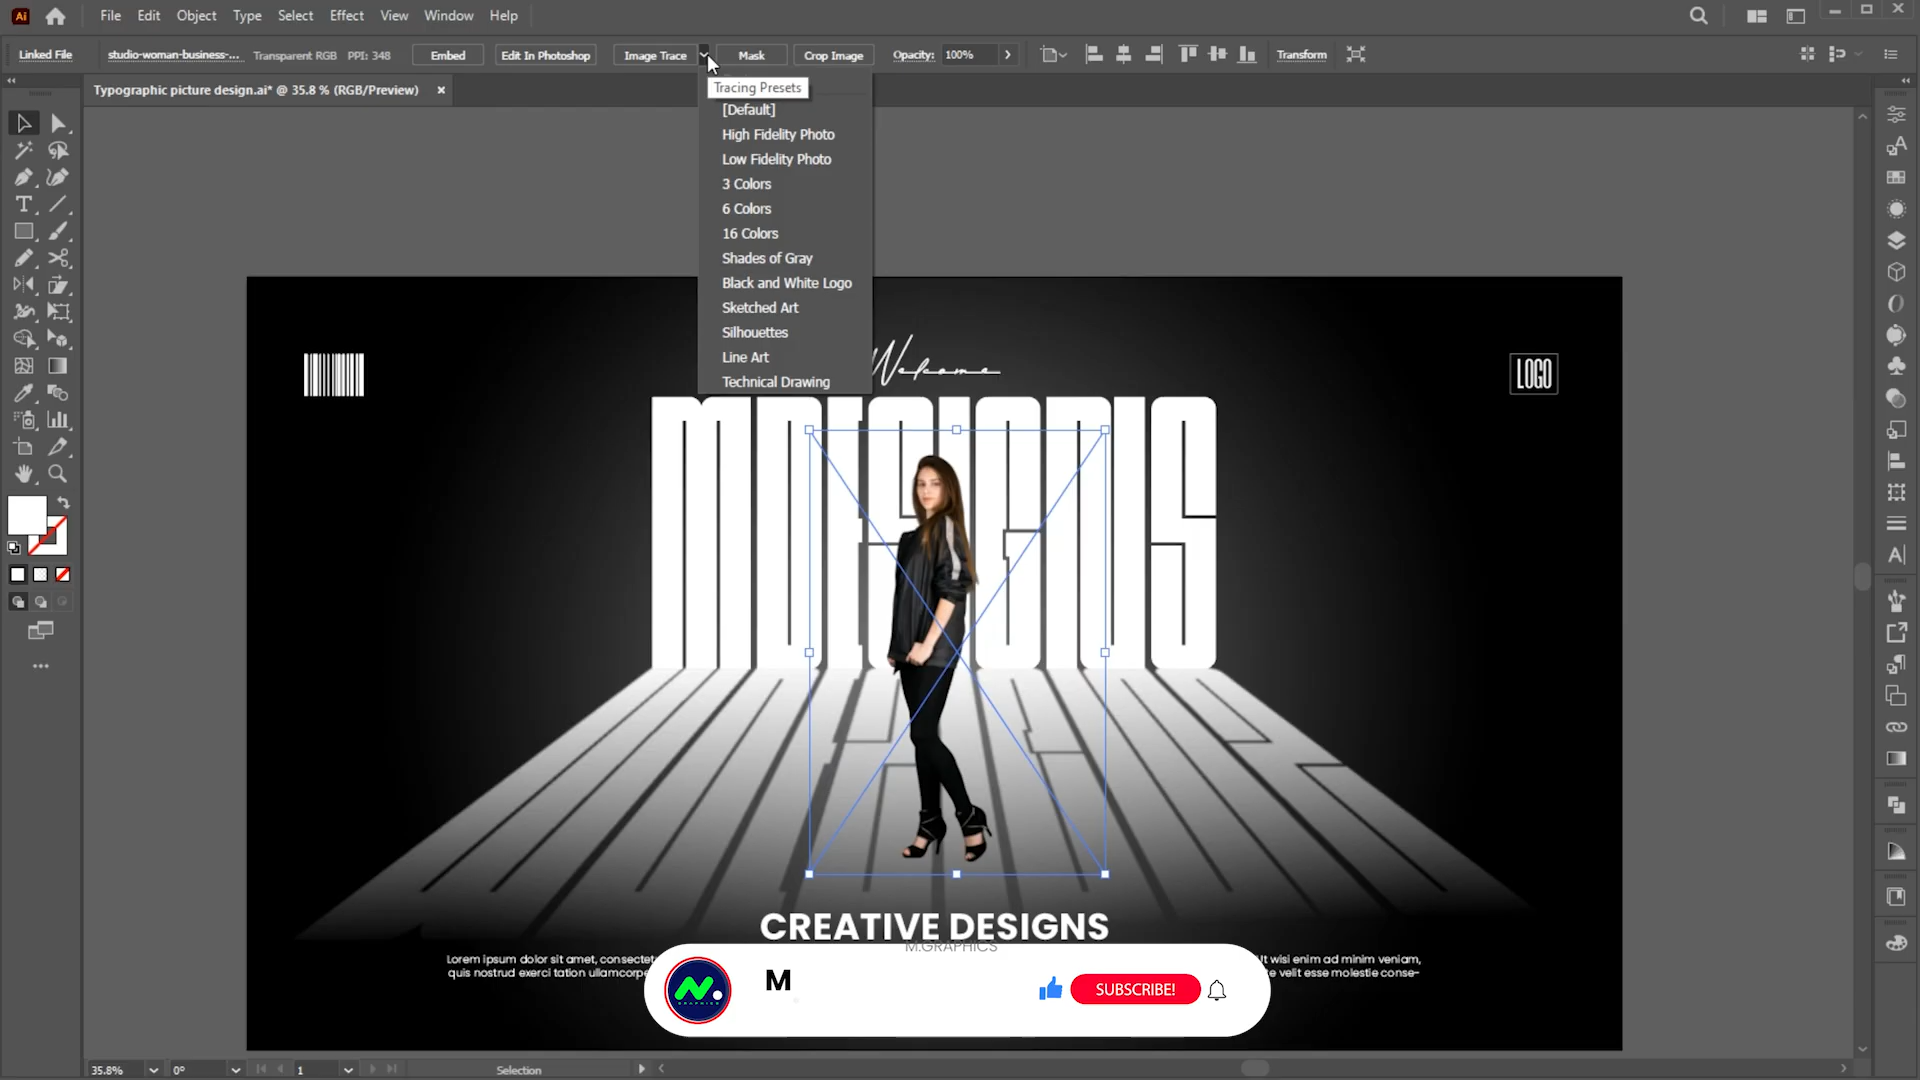 Ai
File Edit Select Effect View Window Help Object Type
Linked File studio-woman-business-... Transparent RGB PPI: 348 Embed Edit In Photoshop Image Trace Mask Crop Image Opacity: 100% Transform
Typographic picture design.ai* @ 35.8 % (RGB/Preview)
Tracing Presets
[Default]
High Fidelity Photo
Low Fidelity Photo
3 Colors
6 Colors
16 Colors
Shades of Gray
Black and White Logo
Sketched Art
Silhouettes
Line Art
Technical Drawing
Welcome
LOGO
CREATIVE DESIGNS
M.GRAPHICS
Lorem ipsum dolor sit amet, consectet
Ut wisi enim ad minim veniam,
quis nostrud exerci tation ullamcorpe
te velit esse molestie conse-
M
SUBSCRIBE!
35.8% 0° 1 Selection